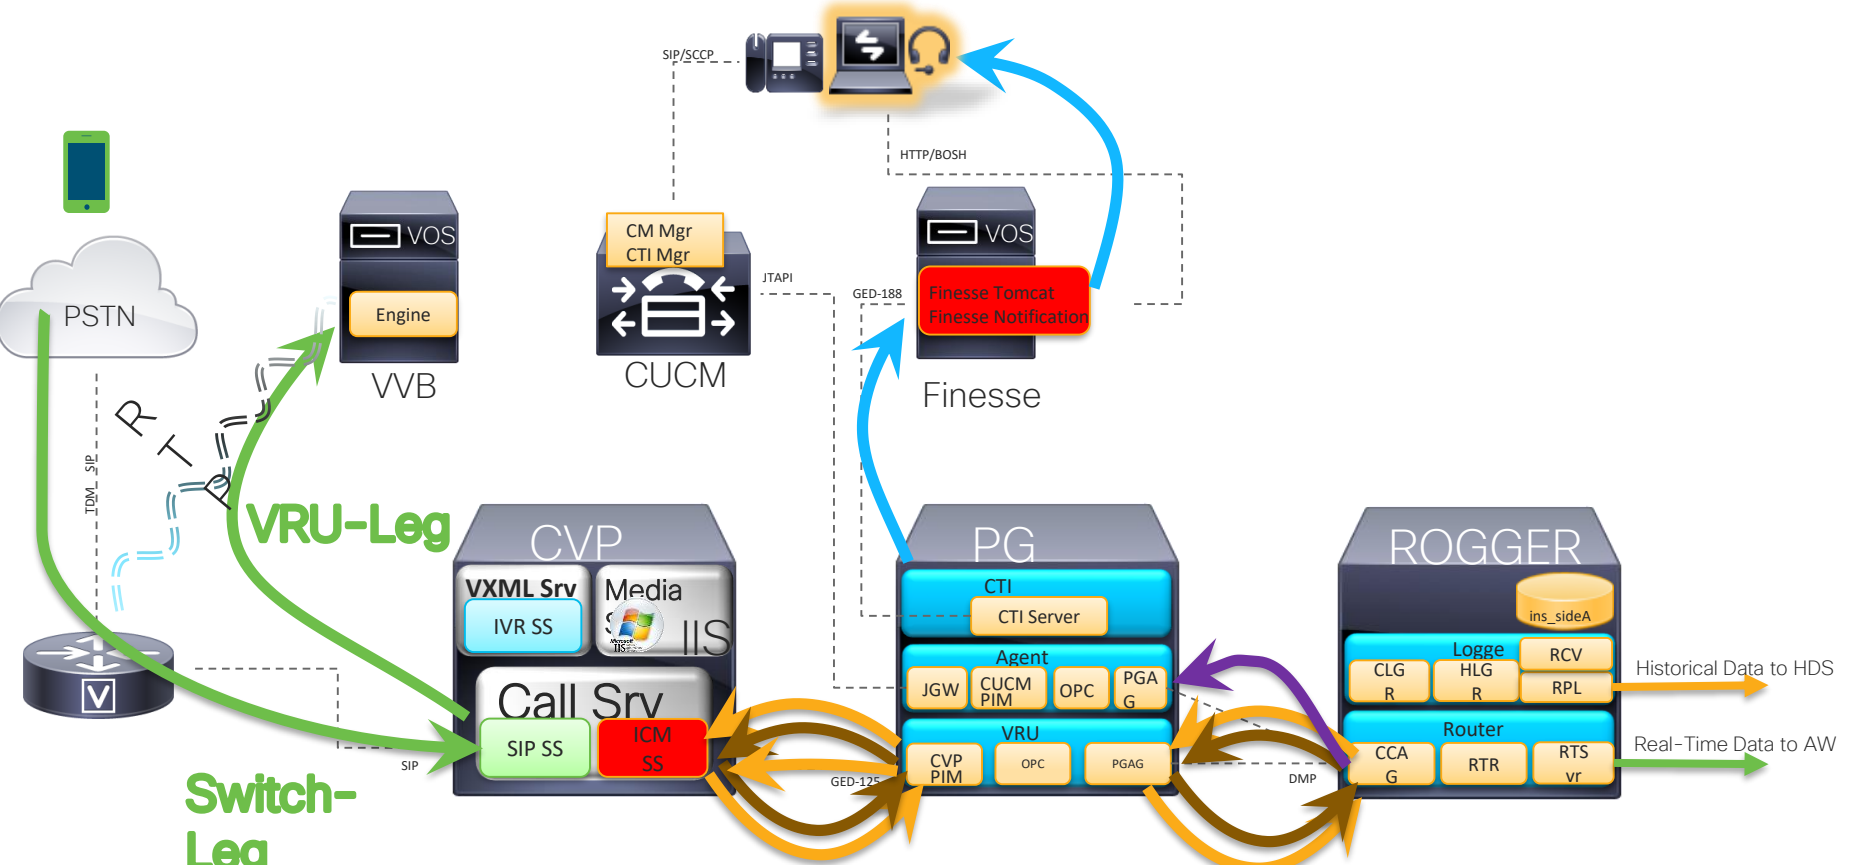 SIP/SCCP
HTTP/BOSH
VOS
Engine
VVB
PSTN
CM Mgr
CTI Mgr
CUCM
JTAPI
GED-188
VOS
Finesse Tomcat
Finesse Notification
Finesse
R
T
P
TDM SIP
VRU-Leg
Switch-
Leg
SIP
V
CVP
VXML Srv
IVR SS
Media
S
Microsoft
IIS
IIS
Call Srv
SIP SS
ICM
SS
GED-125
PG
CTI
CTI Server
Agent
JGW
CUCM
PIM
OPC
PGA
G
VRU
CVP
PIM
OPC
PGAG
DMP
ROGGER
ins_sideA
Logge
CLG
R
HLG
R
RCV
RPL
Router
CCA
G
RTR
RTS
vr
Historical Data to HDS
Real-Time Data to AW